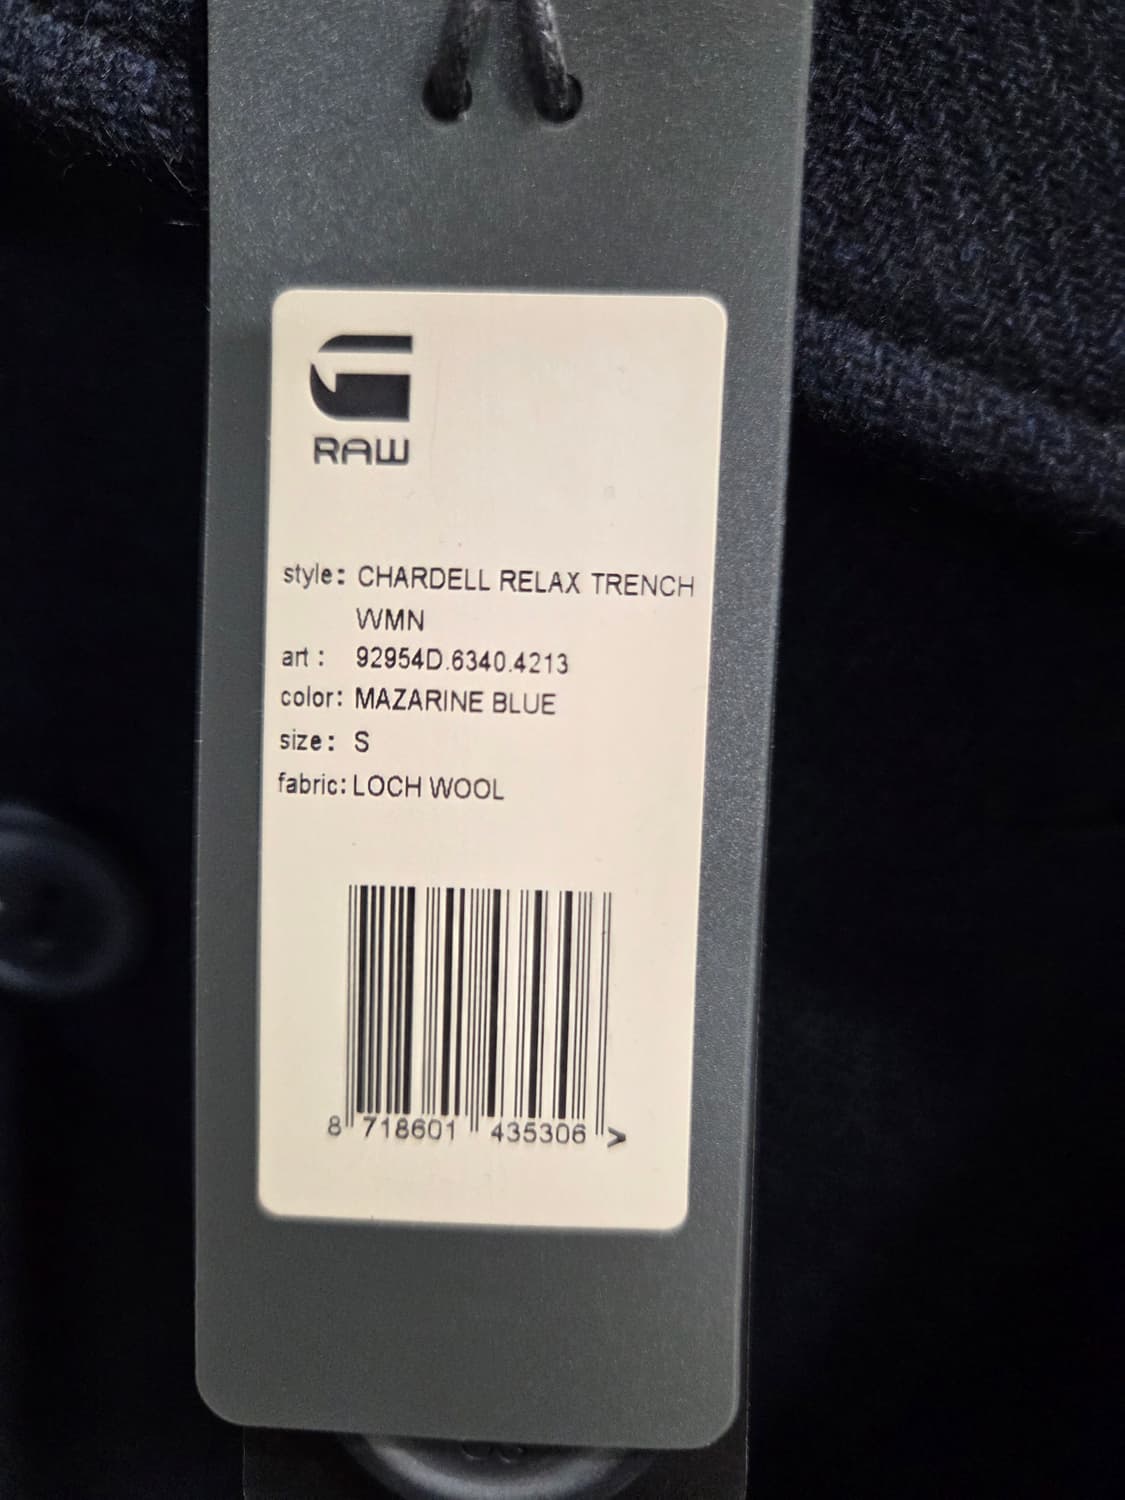 RAW
style: CHARDELL RELAX TRENCH
WMN
art : 92954D.6340.4213
color: MAZARINE BLUE
size: S
fabric: LOCH WOOL
8 718601 435306 >